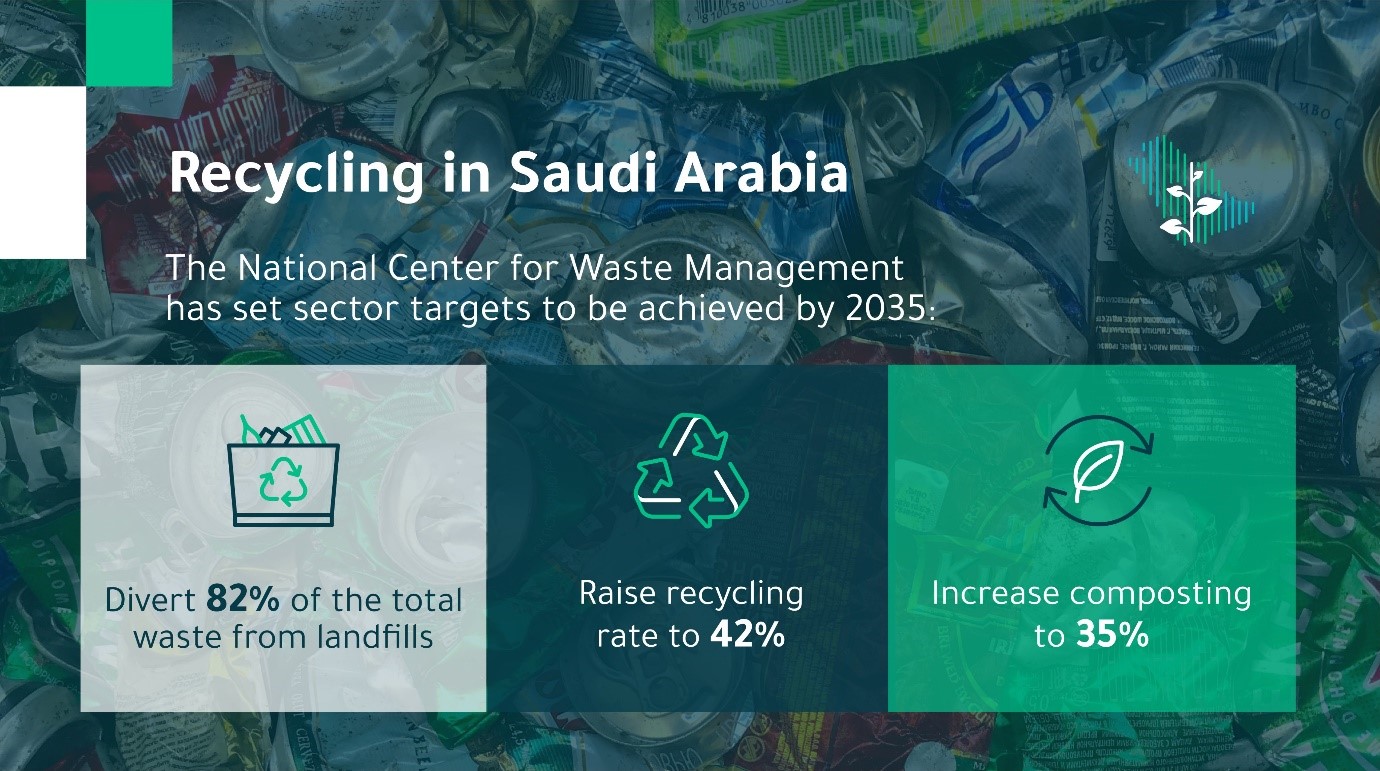 Recycling in Saudi Arabia
The National Center for Waste Management
has set sector targets to be achieved by 2035:
Divert 82% of the total
waste from landfills
Raise recycling
rate to 42%
Increase composting
to 35%